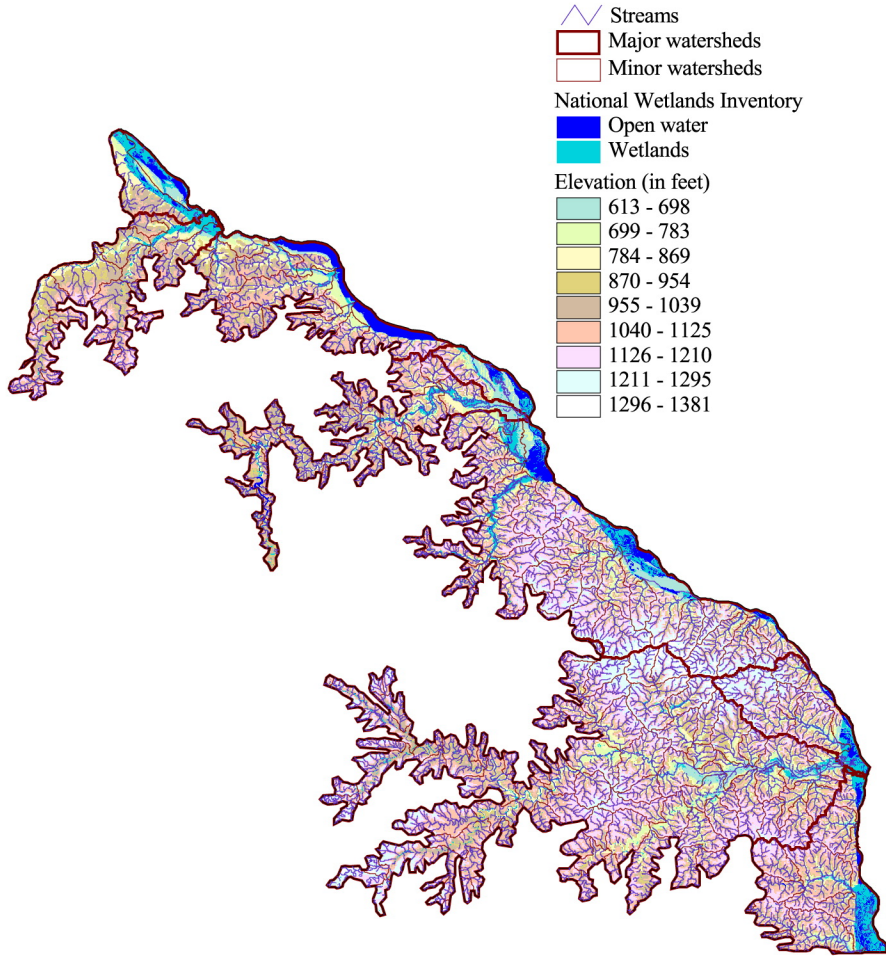 Streams
Major watersheds
Minor watersheds
National Wetlands Inventory
Open water
Wetlands
Elevation (in feet)
613 - 698
699 - 783
784 - 869
870 - 954
955 - 1039
1040 - 1125
1126 - 1210
1211 - 1295
1296 - 1381